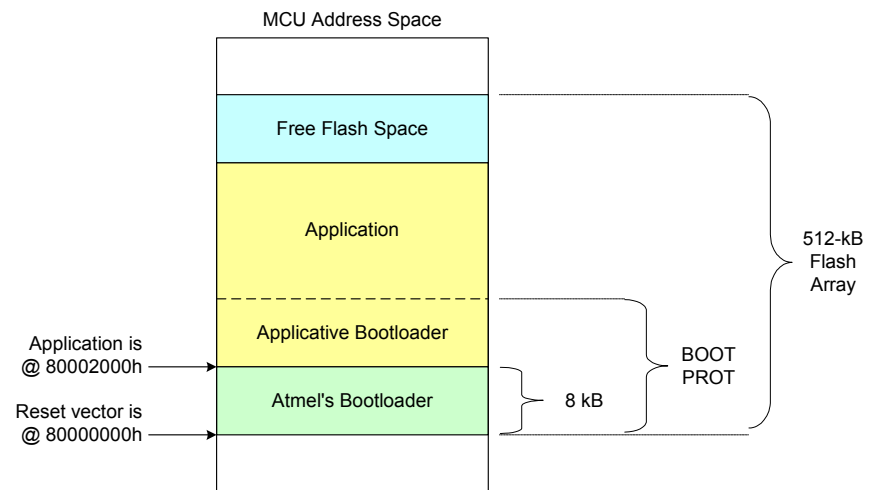 MCU Address Space
Free Flash Space
Application
512-kB
Flash
Array
Applicative Bootloader
Application is
@ 80002000h
BOOT
PROT
Atmel's Bootloader
8 kB
Reset vector is
@ 80000000h